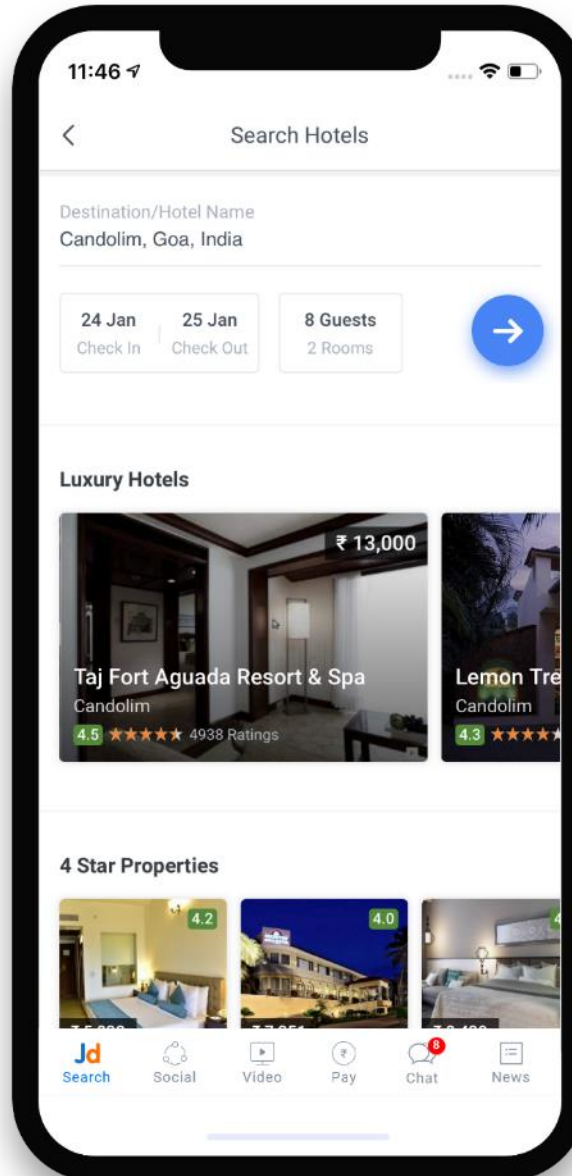 11:46
Search Hotels
Destination/Hotel Name
Candolim, Goa, India
24 Jan
25 Jan
8 Guests
Check In
Check Out
2 Rooms
Luxury Hotels
₹ 13,000
Taj Fort Aguada Resort & Spa
Lemon Tre
Candolim
Candolim
4.5
4938 Ratings
4.3
4 Star Properties
4.2
4.0
Jd
8
Search
Social
Video
Pay
Chat
News